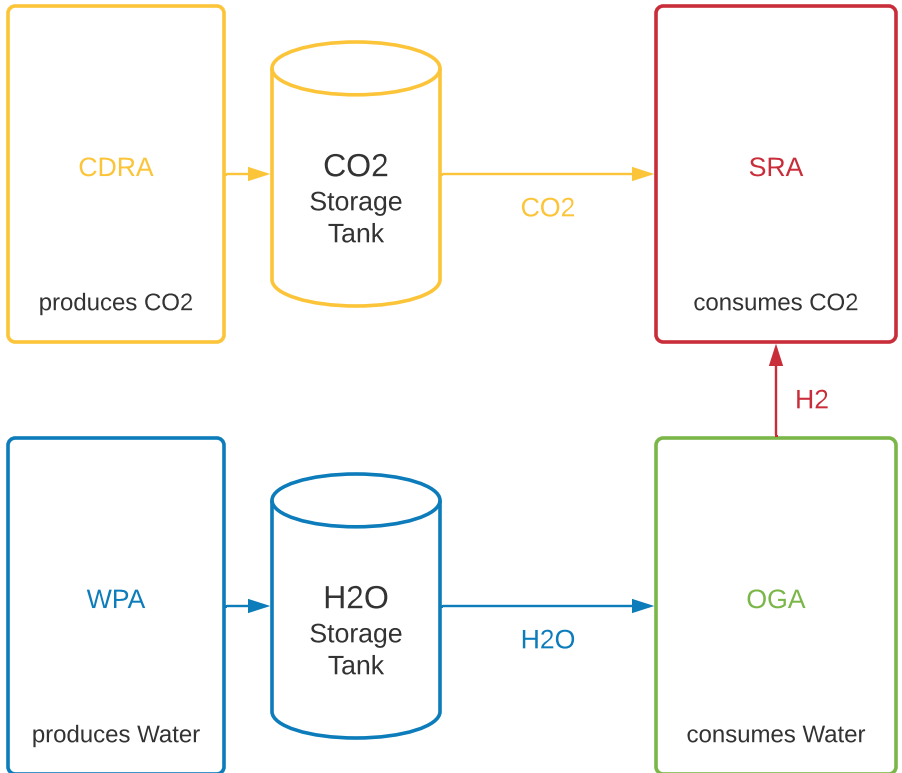 CDRA
produces CO2
CO2
Storage
Tank
CO2
SRA
consumes CO2
H2
WPA
produces Water
H2O
Storage
Tank
H2O
OGA
consumes Water